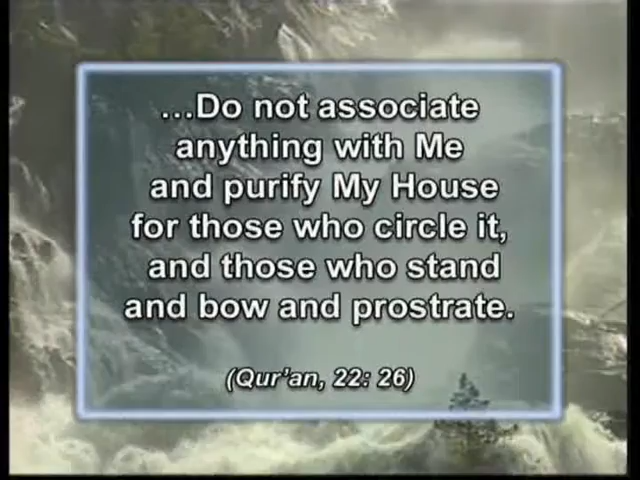 ...Do not associate
anything with Me
and purify My House
for those who circle it,
and those who stand
and bow and prostrate.
(Qur'an, 22: 26)